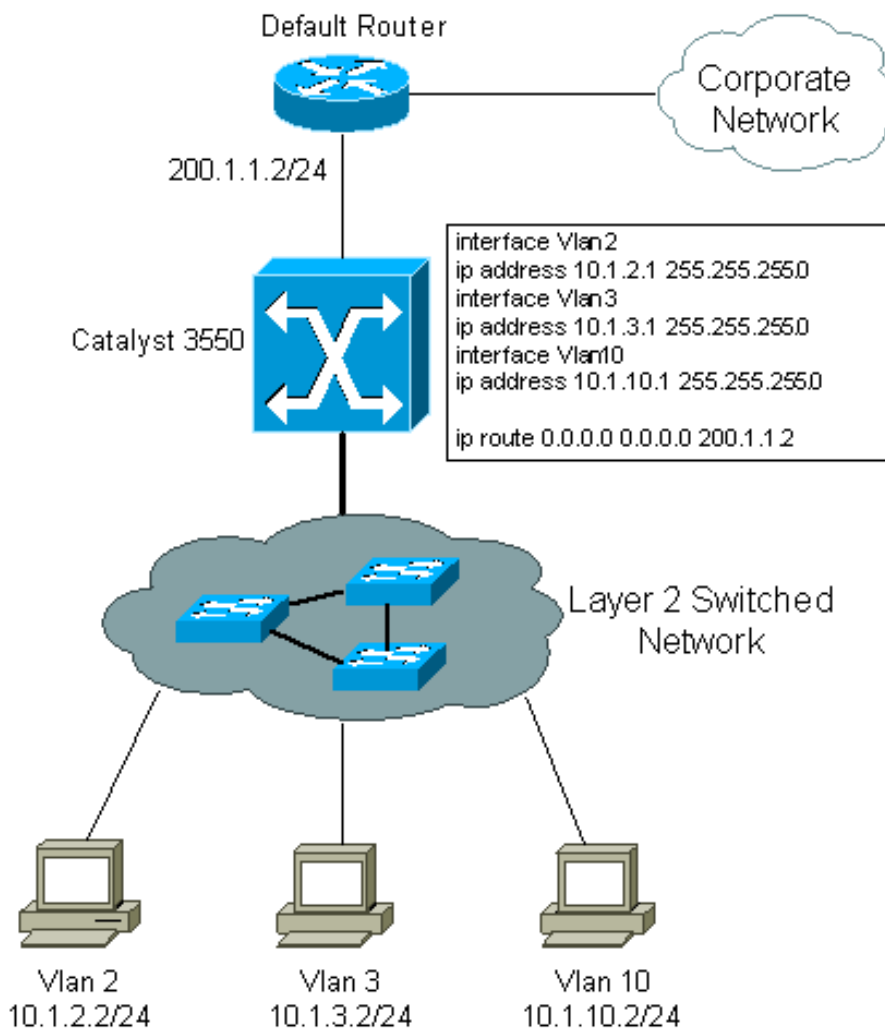 Default Router
Corporate
Network
200.1.1.2/24
interface Vlan2
ip address 10.1.2.1 255.255.255.0
interface Vlan3
ip address 10.1.3.1 255.255.255.0
interface Vlan10
ip address 10.1.10.1 255.255.255.0
ip route 0.0.0.0 0.0.0.0 200.1.1.2
Catalyst 3550
Layer 2 Switched
Network
Vlan 2
10.1.2.2/24
Vlan 3
10.1.3.2/24
Vlan 10
10.1.10.2/24